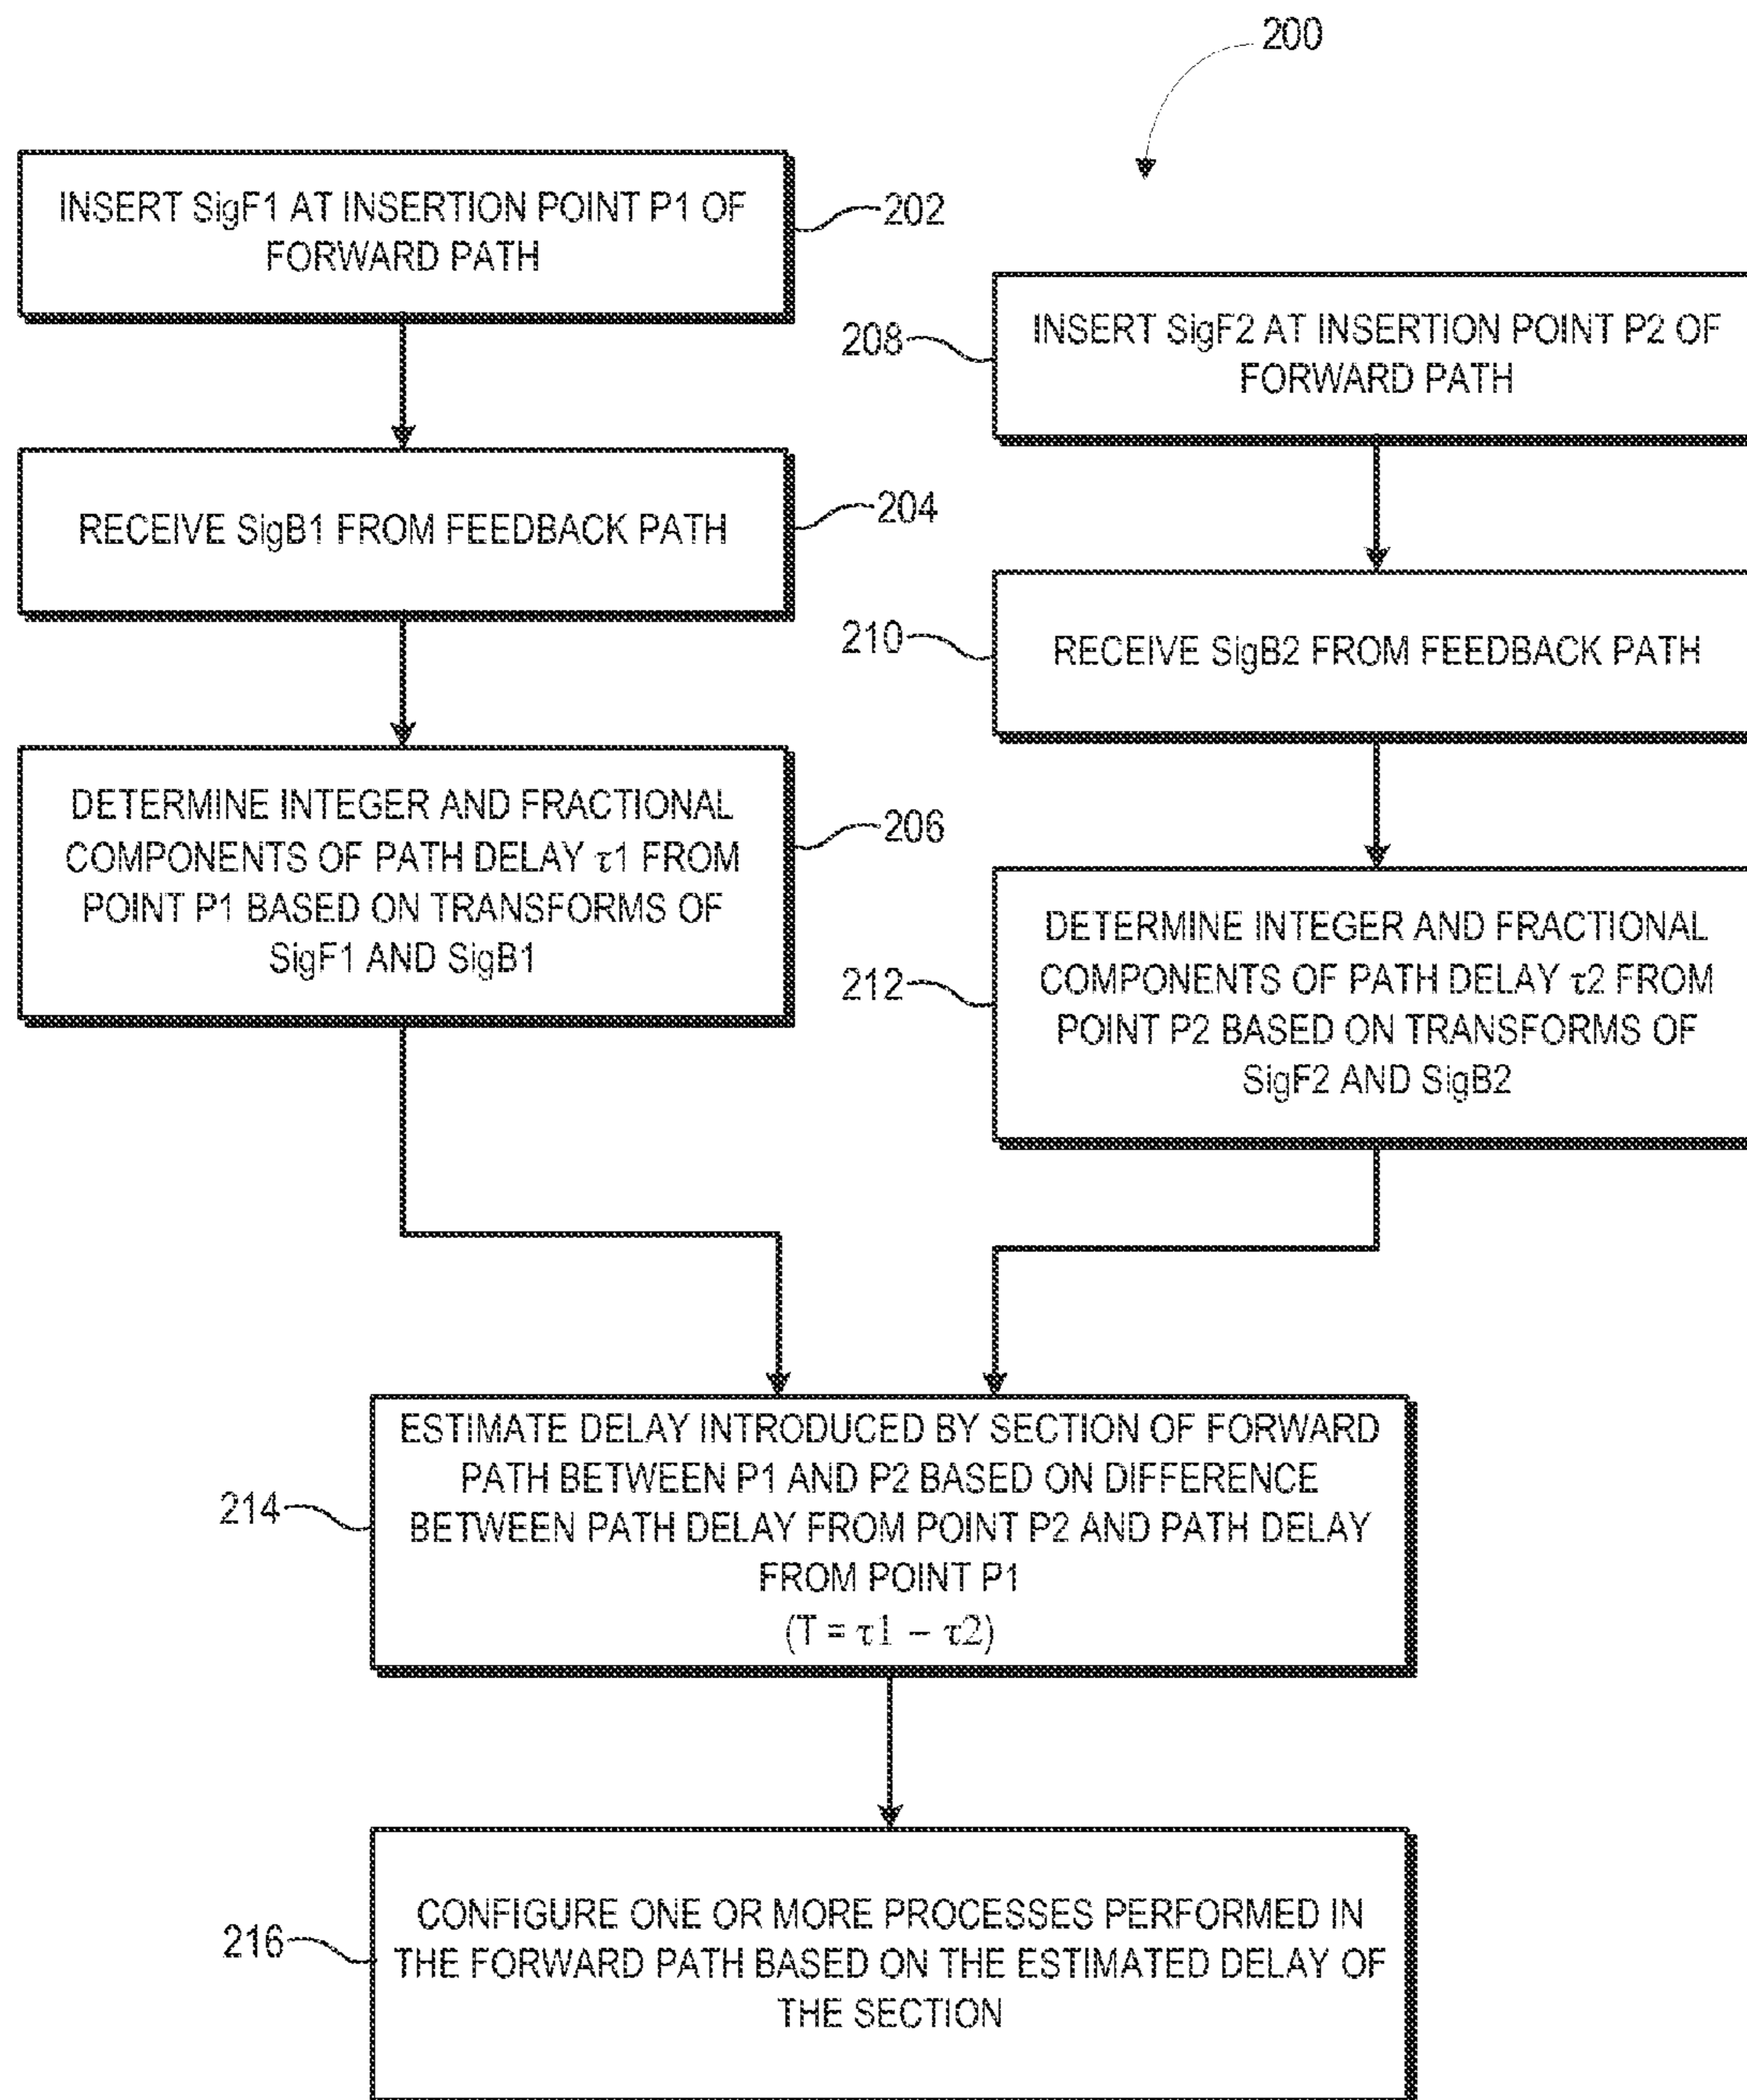 200
INSERT SigF1 AT INSERTION POINT P1 OF
FORWARD PATH
202
RECEIVE SigB1 FROM FEEDBACK PATH
204
DETERMINE INTEGER AND FRACTIONAL
COMPONENTS OF PATH DELAY τ1 FROM
POINT P1 BASED ON TRANSFORMS OF
SigF1 AND SigB1
206
208
INSERT SigF2 AT INSERTION POINT P2 OF
FORWARD PATH
210
RECEIVE SigB2 FROM FEEDBACK PATH
212
DETERMINE INTEGER AND FRACTIONAL
COMPONENTS OF PATH DELAY τ2 FROM
POINT P2 BASED ON TRANSFORMS OF
SigF2 AND SigB2
214
ESTIMATE DELAY INTRODUCED BY SECTION OF FORWARD
PATH BETWEEN P1 AND P2 BASED ON DIFFERENCE
BETWEEN PATH DELAY FROM POINT P2 AND PATH DELAY
FROM POINT P1
(T = τ1 – τ2)
216
CONFIGURE ONE OR MORE PROCESSES PERFORMED IN
THE FORWARD PATH BASED ON THE ESTIMATED DELAY OF
THE SECTION